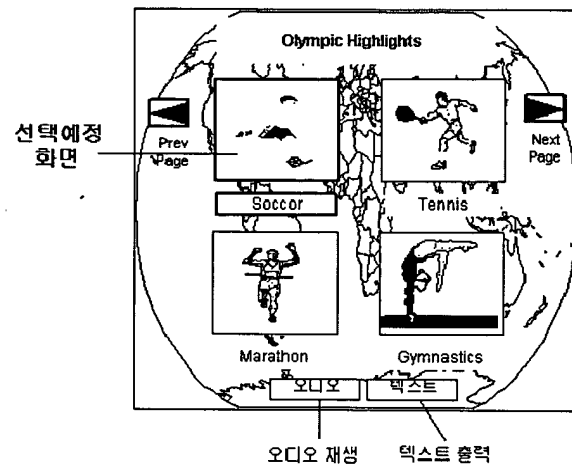 Olympic Highlights
선택예정
화면
Prev
Page
Next
Page
Soccor
Tennis
Marathon
Gymnastics
오디오
텍스트
오디오 재생
텍스트 출력